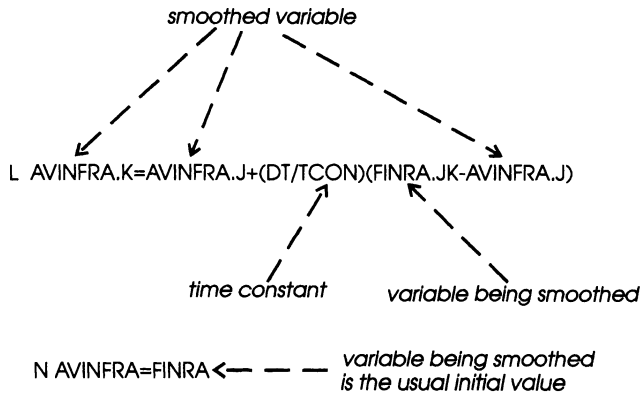 smoothed variable
L AVINFRA.K=AVINFRA.J+(DT/TCON)(FINRA.JK-AVINFRA.J)
time constant
variable being smoothed
N AVINFRA=FINRA
variable being smoothed
is the usual initial value